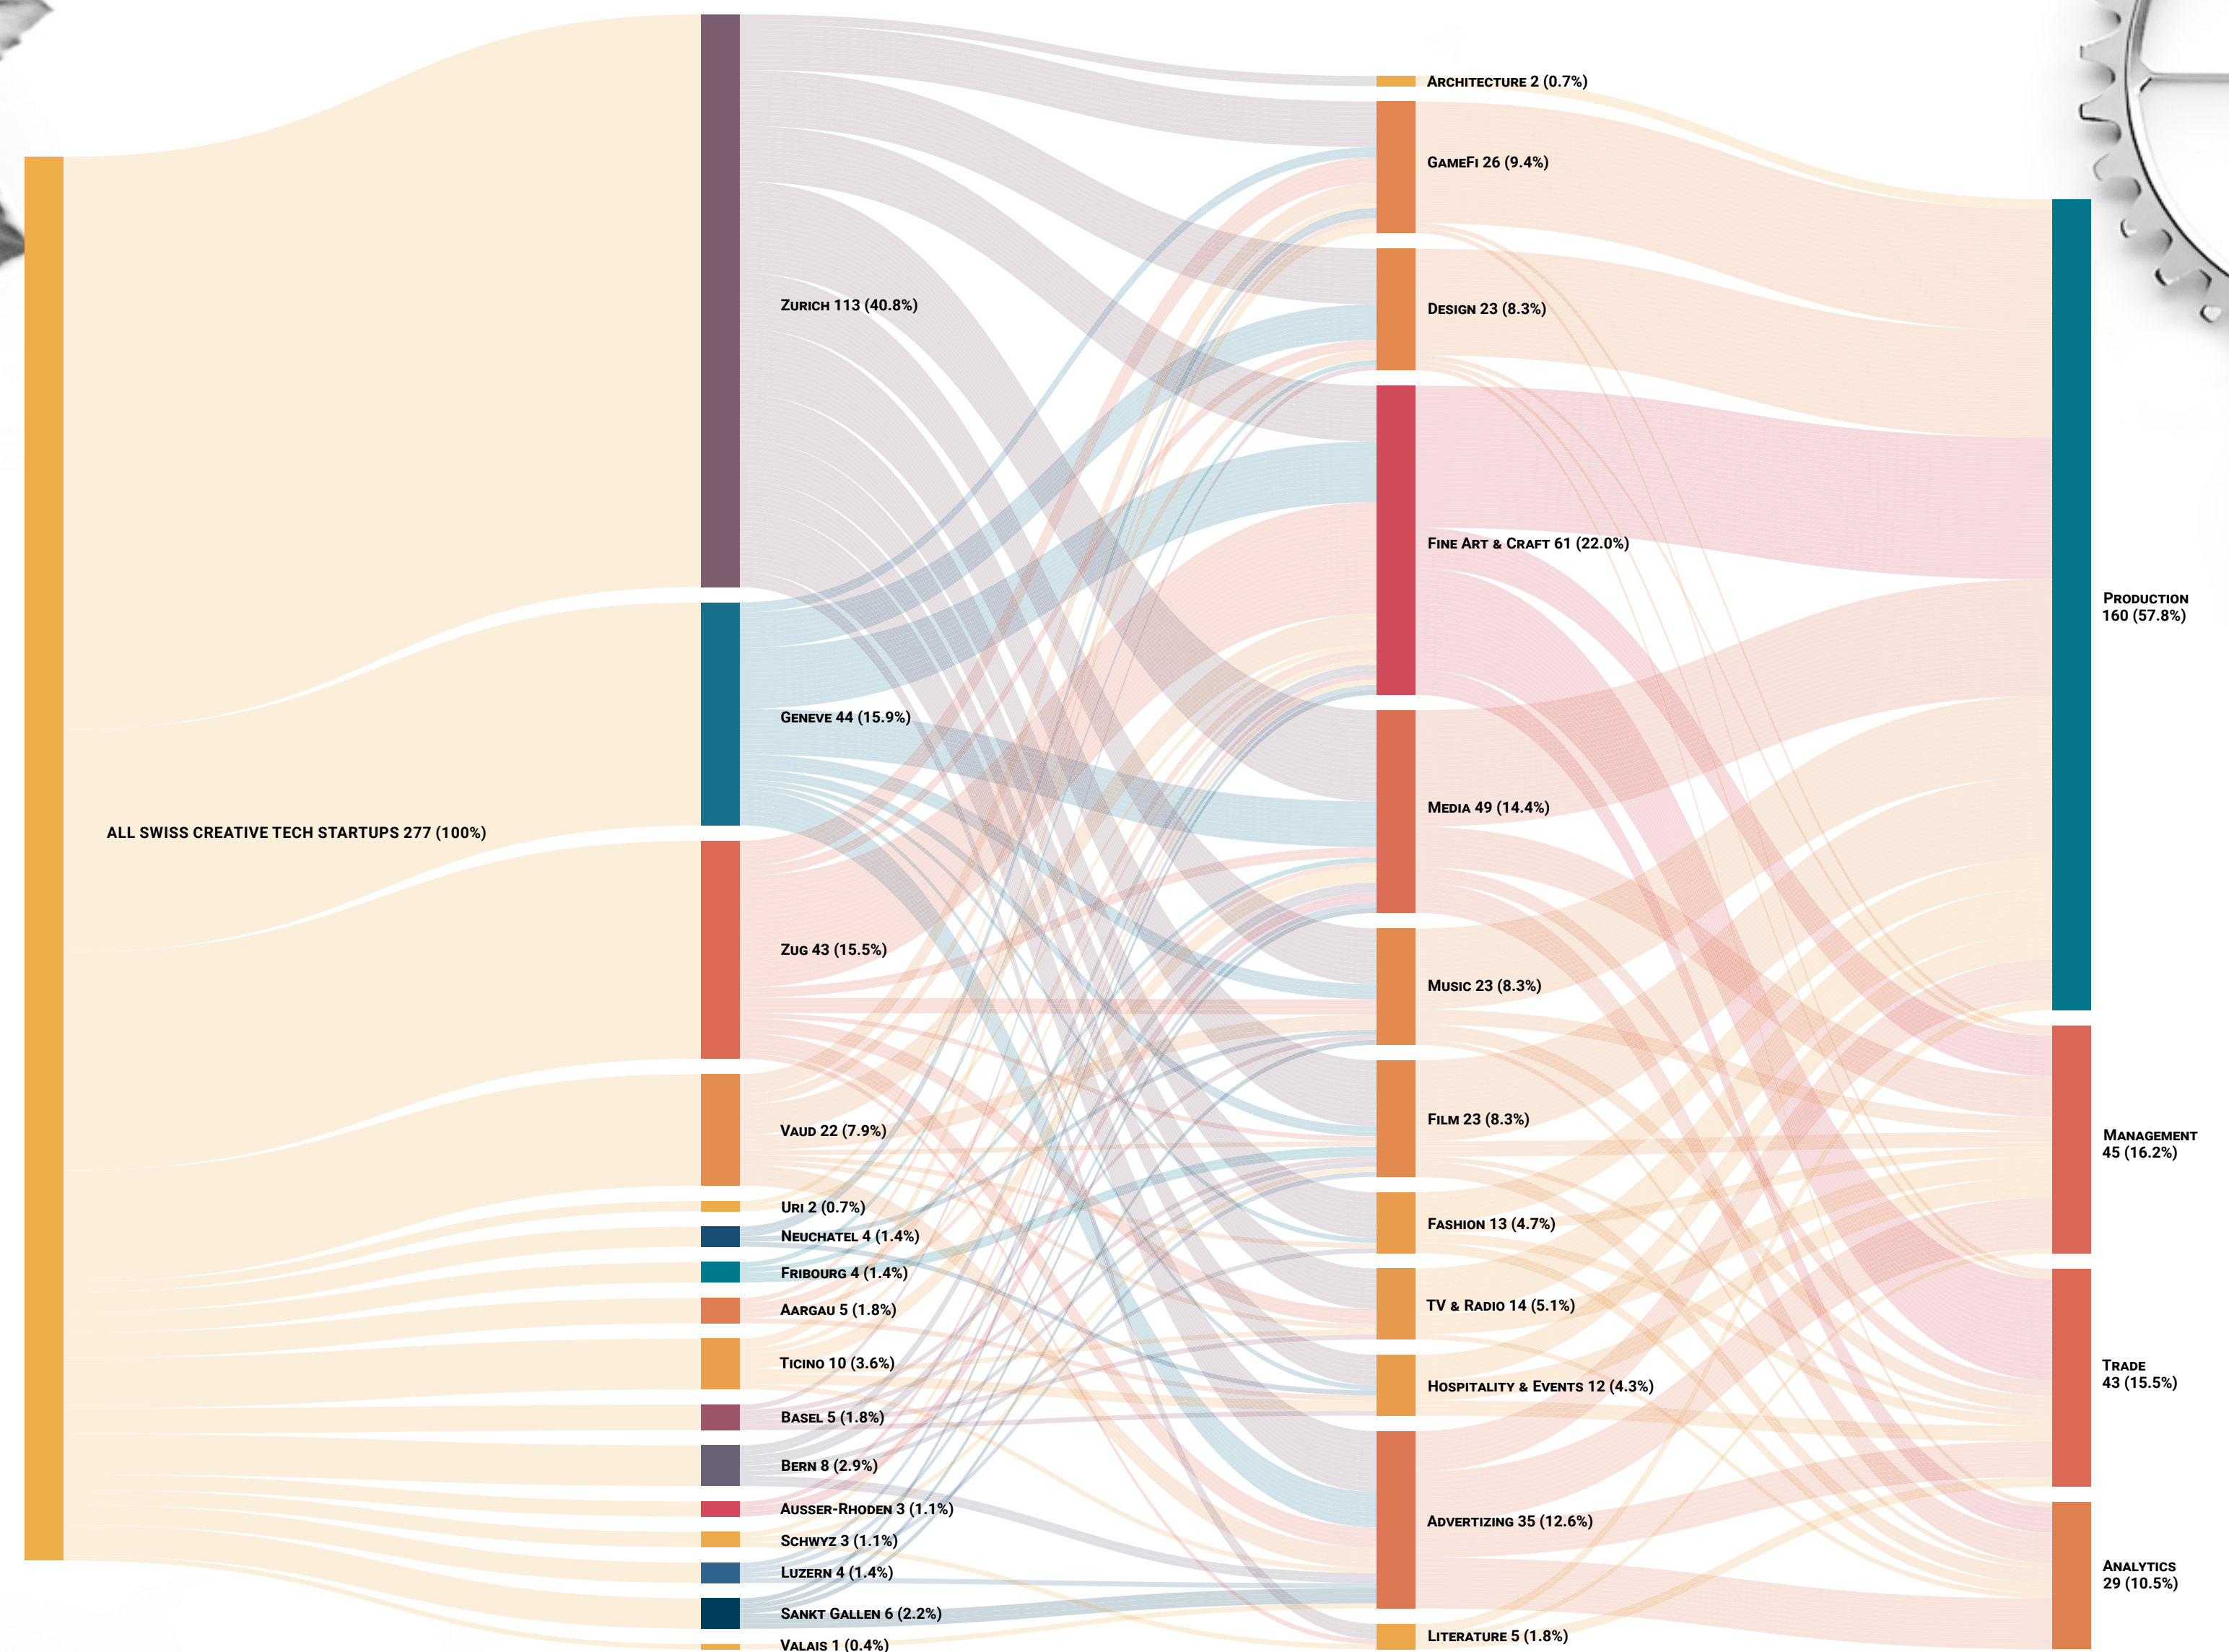 ALL SWISS CREATIVE TECH STARTUPS 277 (100%)
Zurich 113 (40.8%)
Geneve 44 (15.9%)
Zug 43 (15.5%)
Vaud 22 (7.9%)
Uri 2 (0.7%)
Neuchatel 4 (1.4%)
Fribourg 4 (1.4%)
Aargau 5 (1.8%)
Ticino 10 (3.6%)
Basel 5 (1.8%)
Bern 8 (2.9%)
Ausser-Rhoden 3 (1.1%)
Schwyz 3 (1.1%)
Luzern 4 (1.4%)
Sankt Gallen 6 (2.2%)
Valais 1 (0.4%)
Architecture 2 (0.7%)
GameFi 26 (9.4%)
Design 23 (8.3%)
Fine Art & Craft 61 (22.0%)
Media 49 (14.4%)
Music 23 (8.3%)
Film 23 (8.3%)
Fashion 13 (4.7%)
TV & Radio 14 (5.1%)
Hospitality & Events 12 (4.3%)
Advertizing 35 (12.6%)
Literature 5 (1.8%)
Production
160 (57.8%)
Management
45 (16.2%)
Trade
43 (15.5%)
Analytics
29 (10.5%)